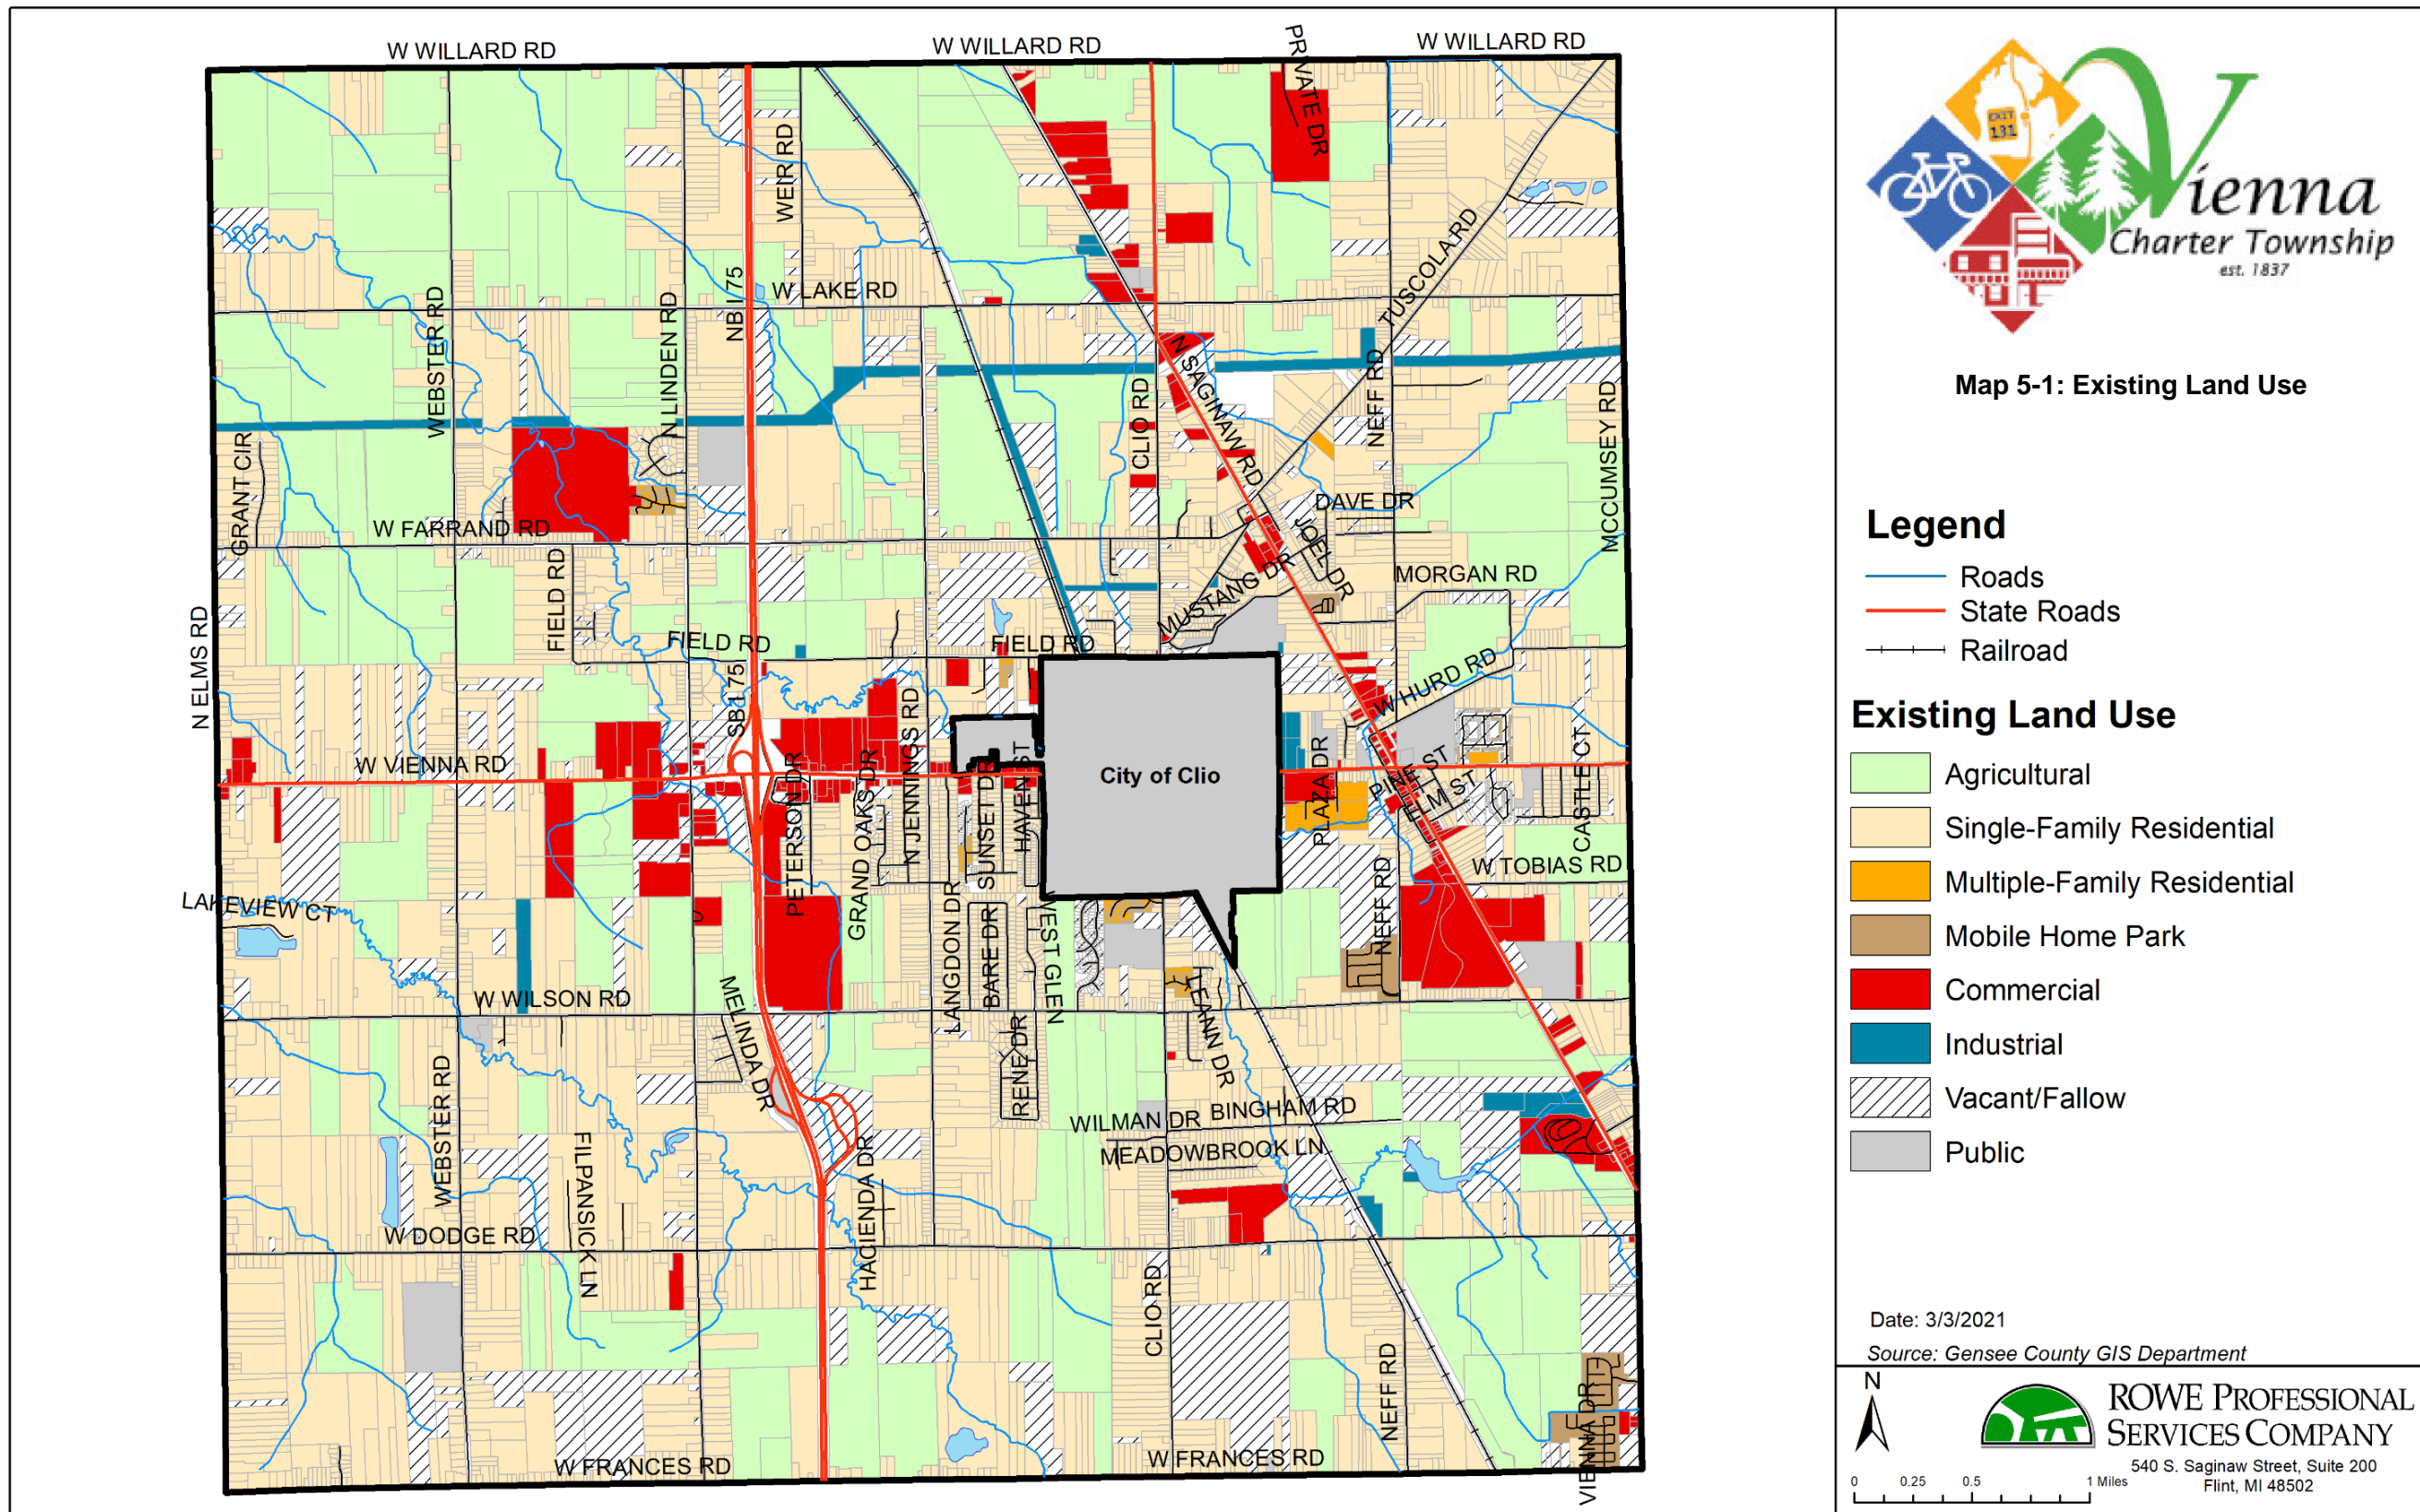 W WILLARD RD
W WILLARD RD
W WILLARD RD
PRIVATE DR
WEIRR RD
TUSCOLA RD
NB I 75
W LAKE RD
WEBSTER RD
N LINDEN RD
N SAGINAW RD
NEFF RD
CLIO RD
MCCUMSEY RD
GRANT CIR
W FARRAND RD
DAVE DR
JOEL DR
MUSTANG DR
MORGAN RD
FIELD RD
FIELD RD
FIELD RD
N ELMS RD
SB I 75
W HURD RD
W VIENNA RD
PETERSON DR
GRAND OAKS DR
N JENNINGS RD
SUNSET DR
HAVEN ST
City of Clio
PLAZA DR
PINE ST
ELM ST
CASTLE CT
W TOBIAS RD
LAKEVIEW CT
LANGDON DR
BARE DR
WEST GLEN
NEFF RD
W WILSON RD
MELINDA DR
RENE DR
LEANN DR
WEBSTER RD
WILMAN DR
BINGHAM RD
MEADOWBROOK LN
FILPANSICK LN
HACIENDA DR
W DODGE RD
CLIO RD
NEFF RD
VIENNA DR
W FRANCES RD
W FRANCES RD
EXIT
131
Vienna
Charter Township
est. 1837
Map 5-1: Existing Land Use
Legend
Roads
State Roads
Railroad
Existing Land Use
Agricultural
Single-Family Residential
Multiple-Family Residential
Mobile Home Park
Commercial
Industrial
Vacant/Fallow
Public
Date: 3/3/2021
Source: Gensee County GIS Department
N
0 0.25 0.5 1 Miles
ROWE PROFESSIONAL
SERVICES COMPANY
540 S. Saginaw Street, Suite 200
Flint, MI 48502